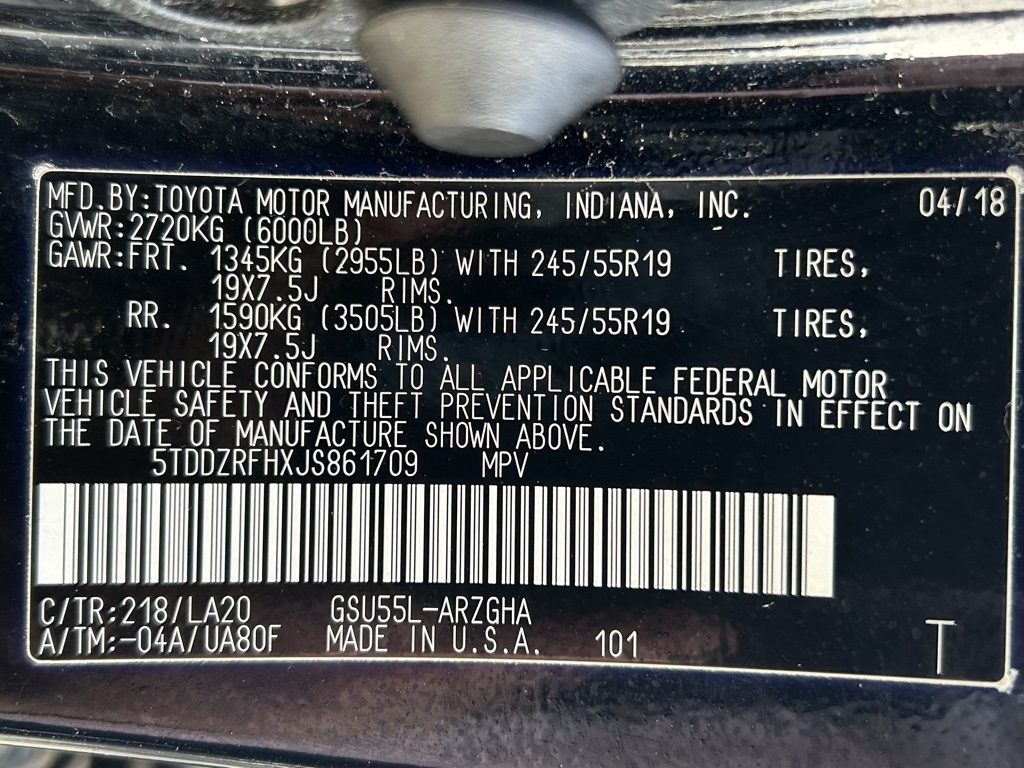 MFD.BY:TOYOTA MOTOR MANUFACTURING, INDIANA, INC. 04/18
GVWR:2720KG (6000LB)
GAWR:FRT. 1345KG (2955LB) WITH 245/55R19 TIRES,
19X7.5J RIMS.
RR. 1590KG (3505LB) WITH 245/55R19 TIRES,
19X7.5J RIMS.
THIS VEHICLE CONFORMS TO ALL APPLICABLE FEDERAL MOTOR
VEHICLE SAFETY AND THEFT PREVENTION STANDARDS IN EFFECT ON
THE DATE OF MANUFACTURE SHOWN ABOVE.
5TDDZRFHXJS861709 MPV
C/TR:218/LA20 GSU55L-ARZGHA
A/TM:-04A/UA80F MADE IN U.S.A. 101 T